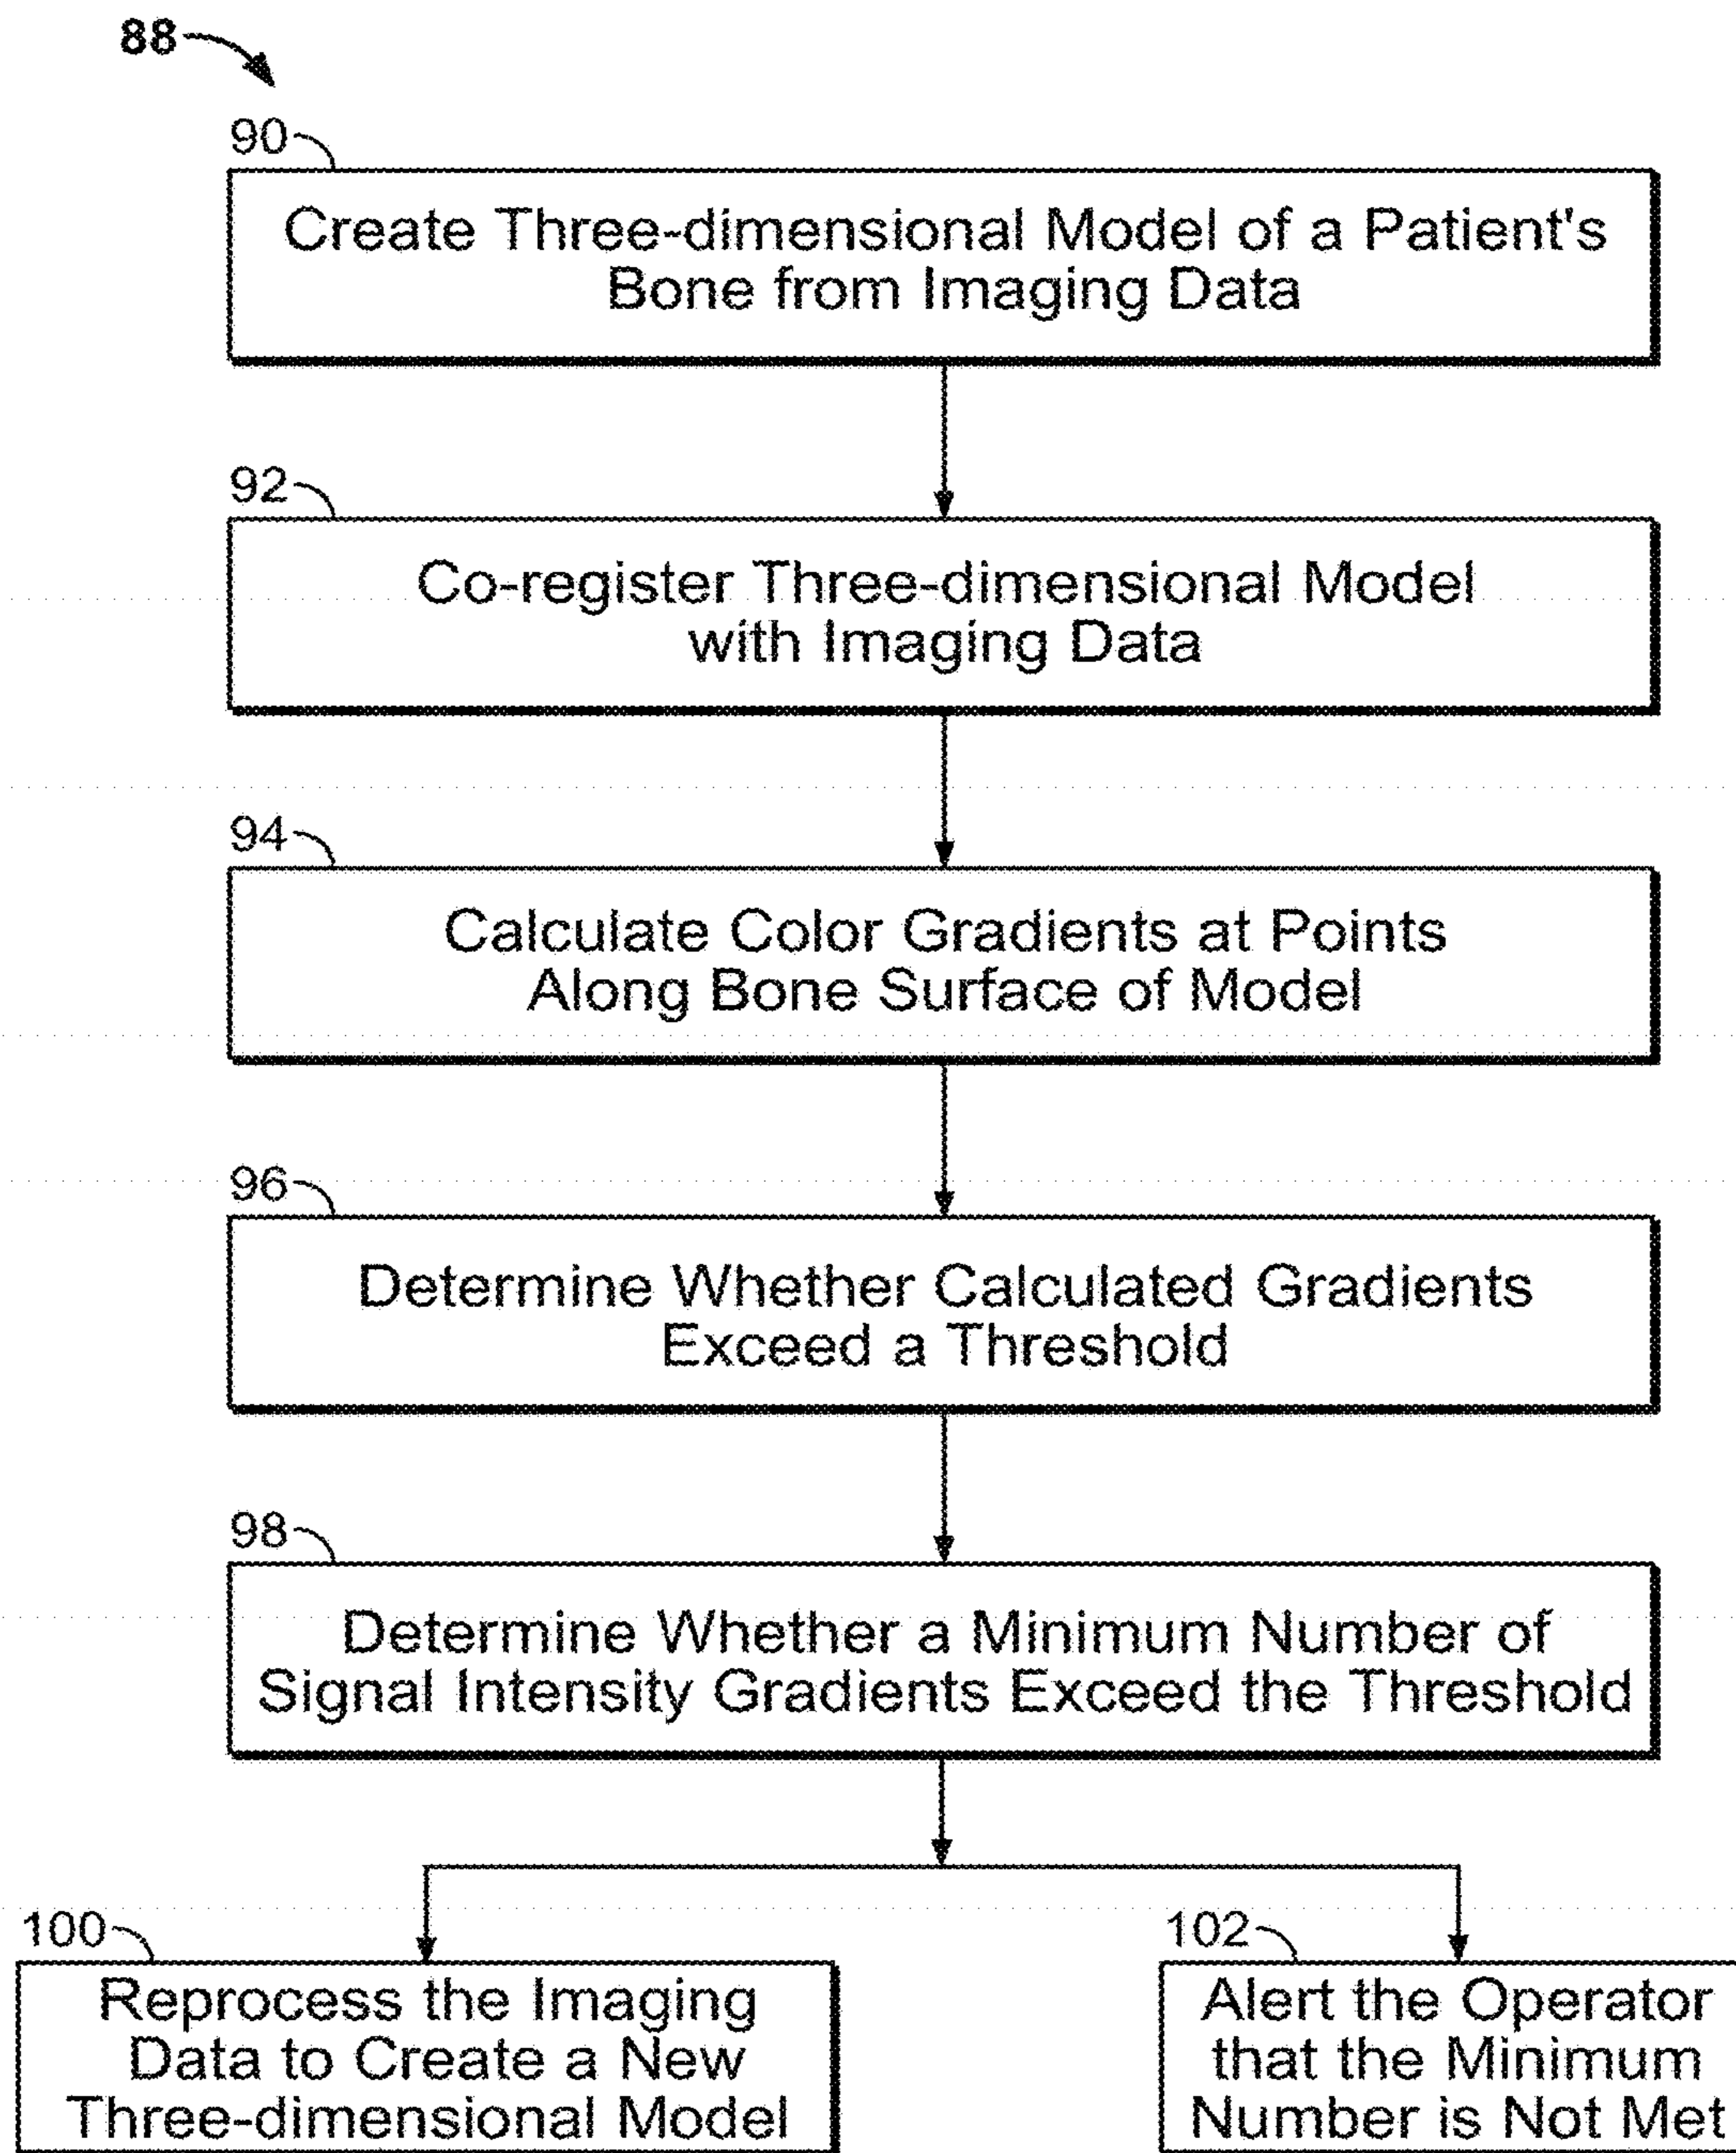 88
90
Create Three-dimensional Model of a Patient's
Bone from Imaging Data
92
Co-register Three-dimensional Model
with Imaging Data
94
Calculate Color Gradients at Points
Along Bone Surface of Model
96
Determine Whether Calculated Gradients
Exceed a Threshold
98
Determine Whether a Minimum Number of
Signal Intensity Gradients Exceed the Threshold
100
Reprocess the Imaging
Data to Create a New
Three-dimensional Model
102
Alert the Operator
that the Minimum
Number is Not Met